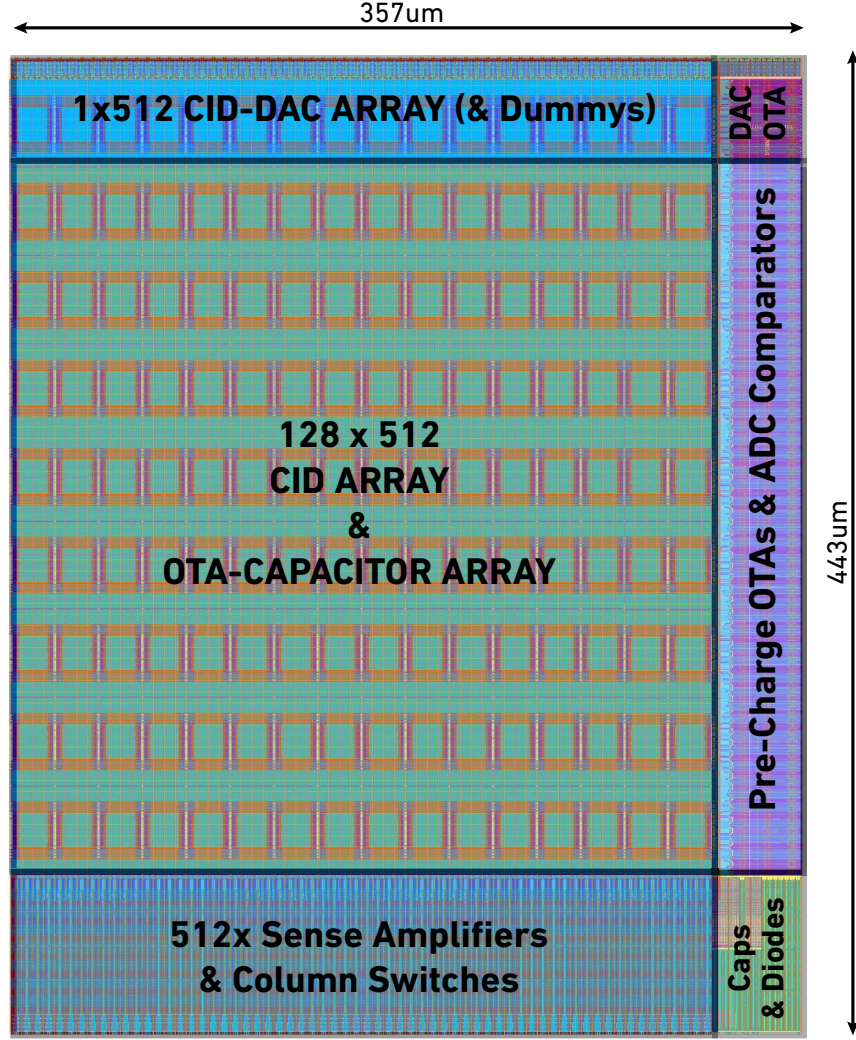 357um
1x512 CID-DAC ARRAY (& Dummys)
DAC
OTA
128 x 512
CID ARRAY
&
OTA-CAPACITOR ARRAY
Pre-Charge OTAs & ADC Comparators
443um
512x Sense Amplifiers
& Column Switches
Caps
& Diodes